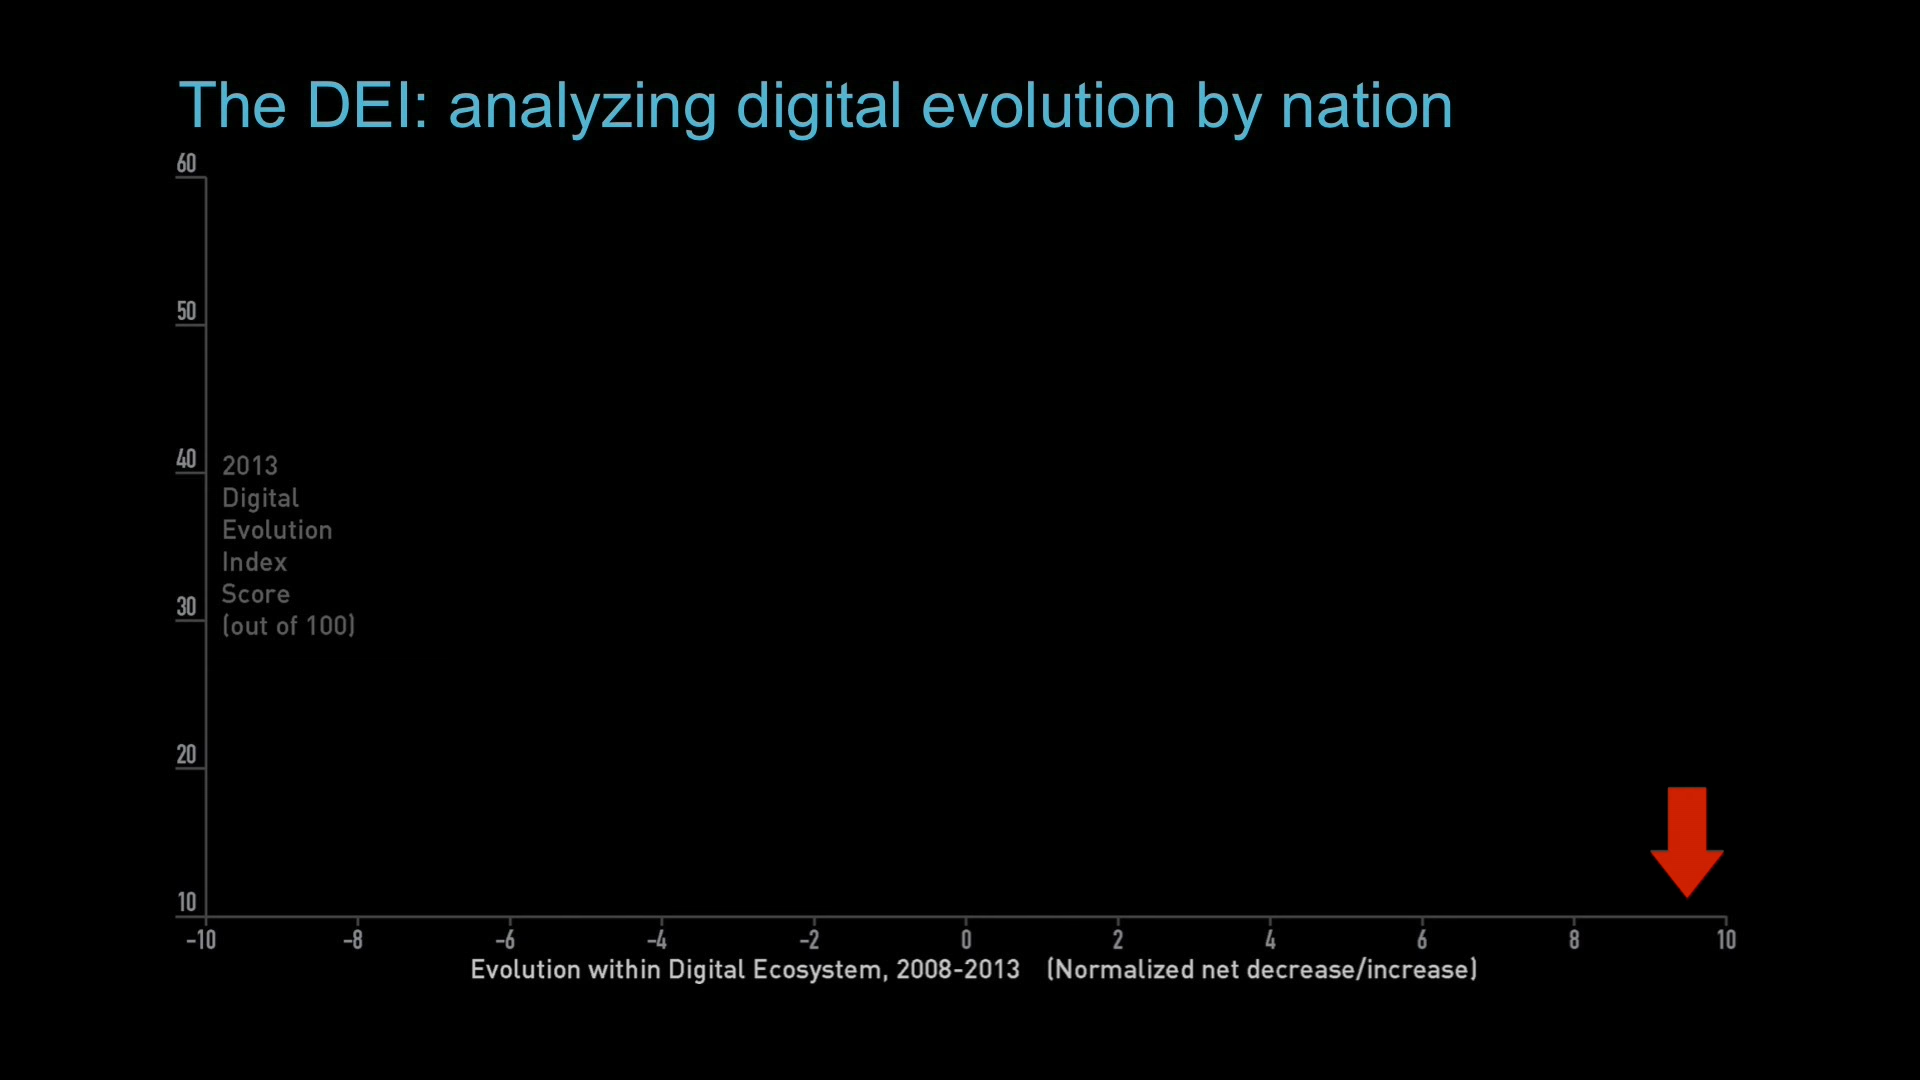 The DEI: analyzing digital evolution by nation
60
50
40
30
20
10
2013
Digital
Evolution
Index
Score
(out of 100)
-10 -8 -6 -4 -2 0 2 4 6 8 10
Evolution within Digital Ecosystem, 2008-2013 (Normalized net decrease/increase)